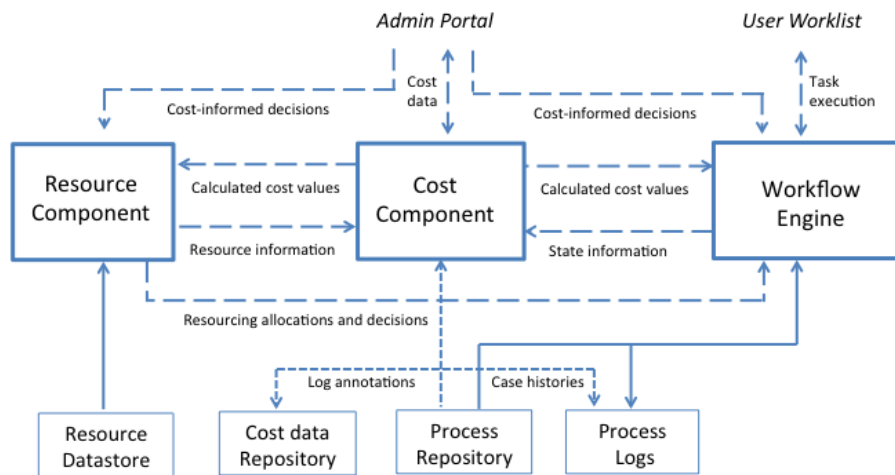 Admin Portal
User Worklist
Cost
data
Task
execution
Cost-informed decisions
Cost-informed decisions
Resource
Component
Calculated cost values
Cost
Component
Calculated cost values
Workflow
Engine
Resource information
State information
Resourcing allocations and decisions
Log annotations
Case histories
Resource
Datastore
Cost data
Repository
Process
Repository
Process
Logs